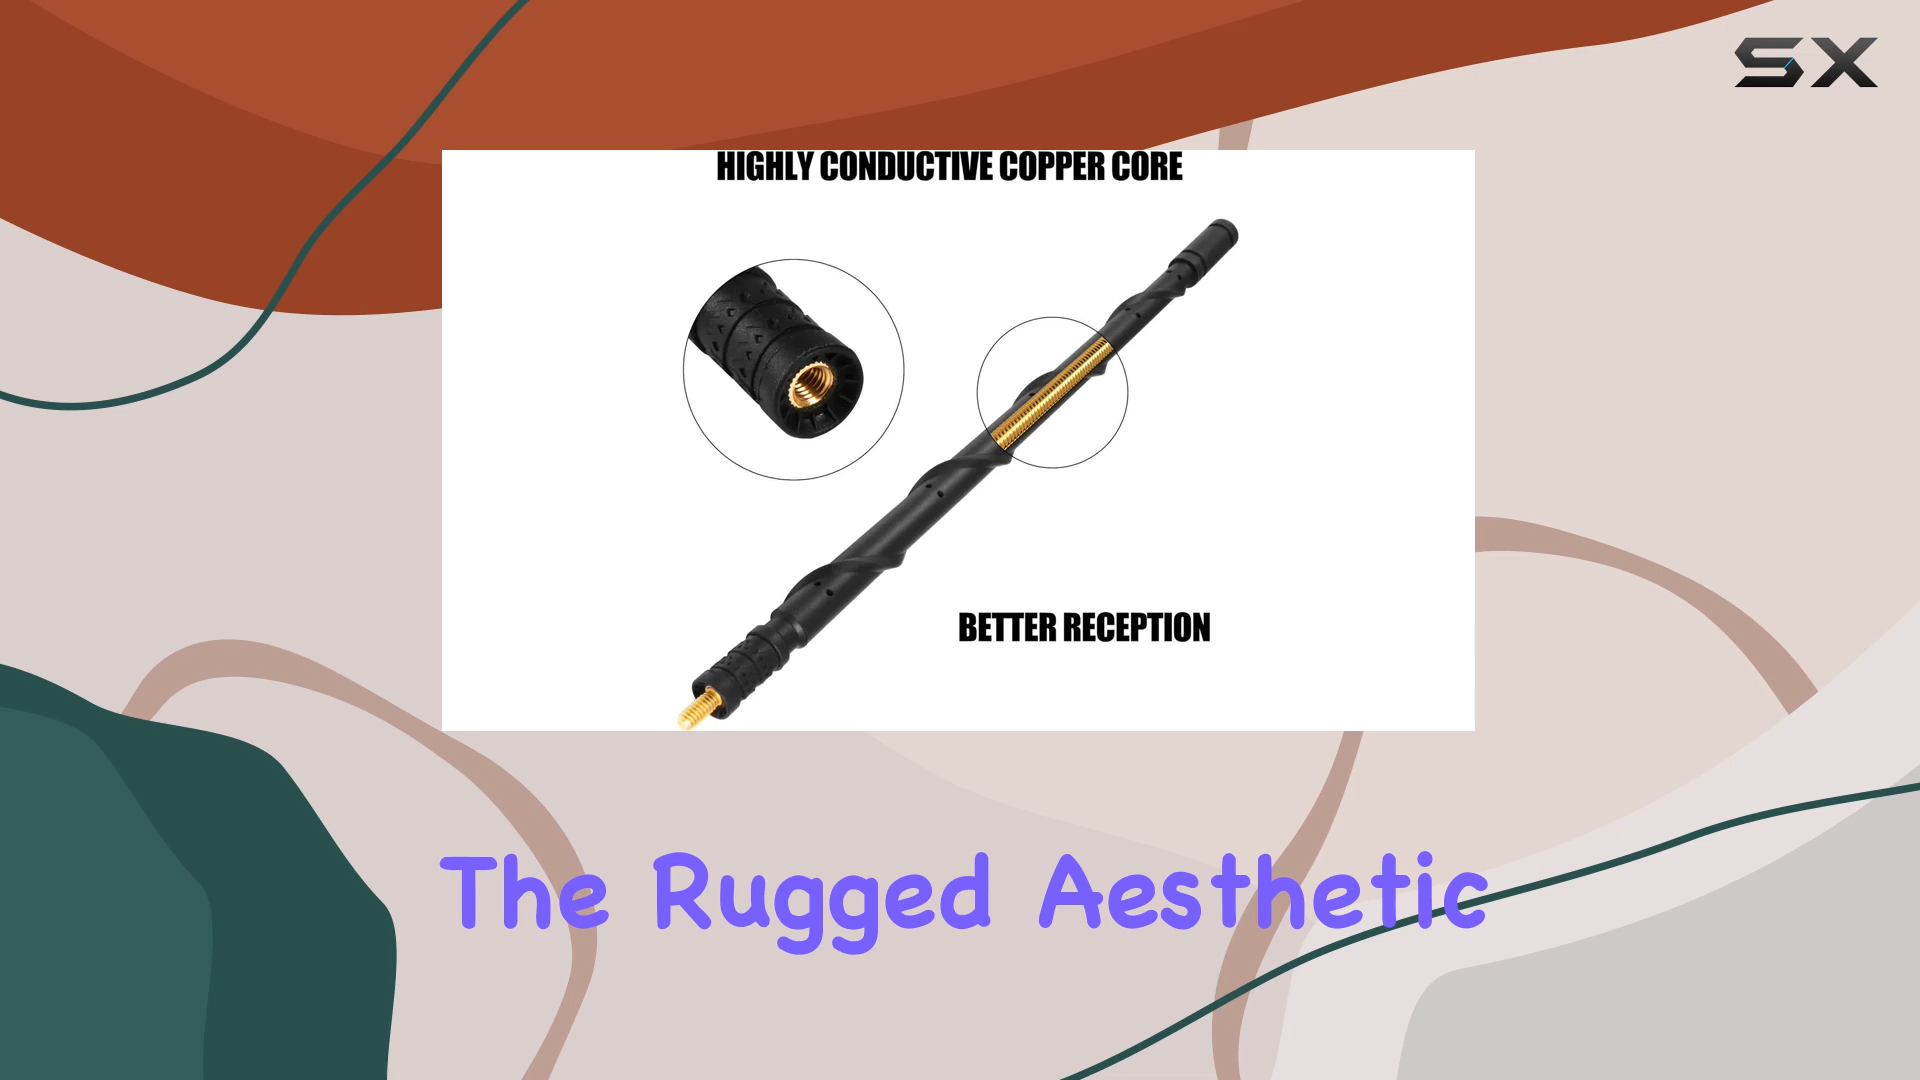 SX
HIGHLY CONDUCTIVE COPPER CORE
BETTER RECEPTION
The Rugged Aesthetic